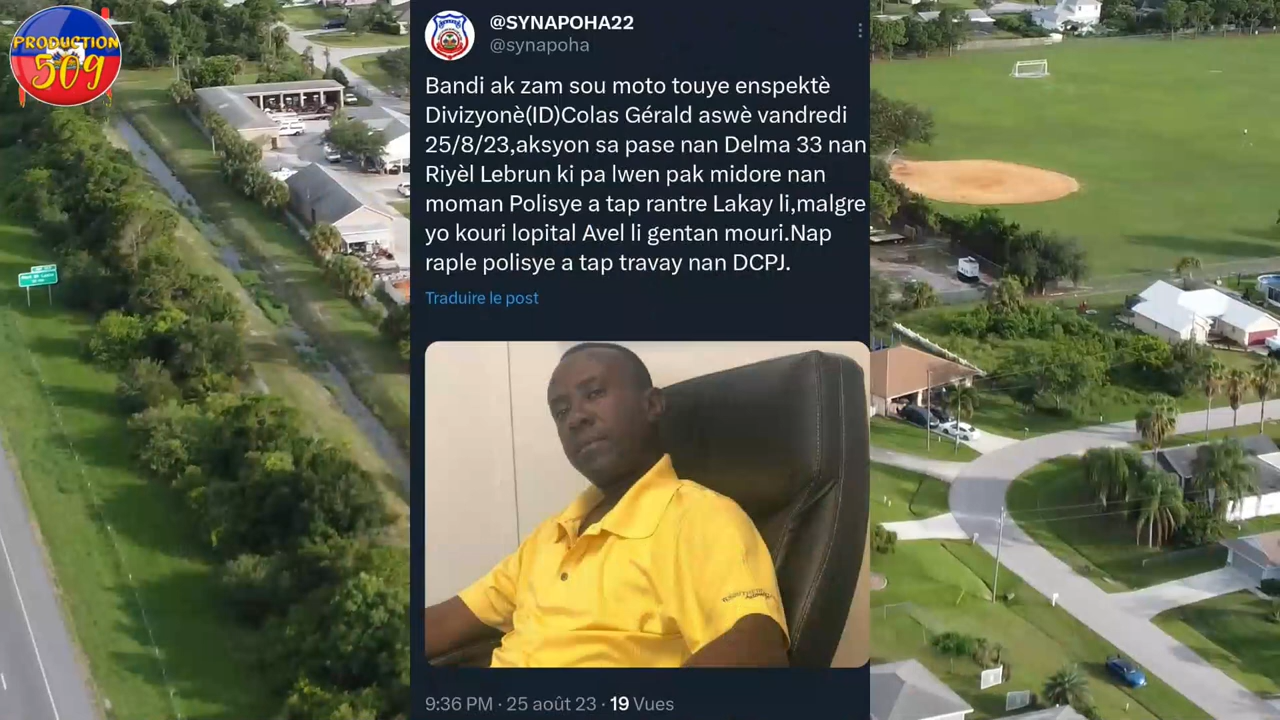 PRODUCTION
509
@SYNAPOHA22
@synapoha
Bandi ak zam sou moto touye enspektè
Divizyonè(ID)Colas Gérald aswè vandredi
25/8/23,aksyon sa pase nan Delma 33 nan
Riyèl Lebrun ki pa lwen pak midore nan
moman Polisye a tap rantre Lakay li,malgre
yo kouri lopital Avel li gentan mouri.Nap
raple polisye a tap travay nan DCPJ.
Traduire le post
9:36 PM · 25 août 23 · 19 Vues